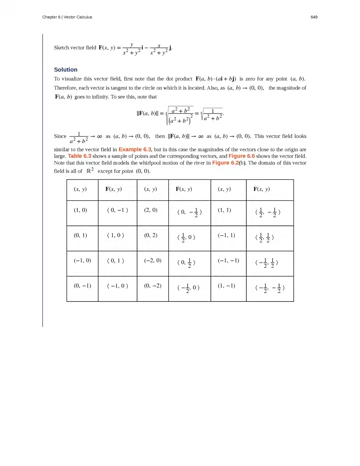 Chapter 6 | Vector Calculus 649
Sketch vector field F(x, y) = y/(x² + y²) i − x/(x² + y²) j.
Solution
To visualize this vector field, first note that the dot product F(a, b) · (ai + bj) is zero for any point (a, b).
Therefore, each vector is tangent to the circle on which it is located. Also, as (a, b) → (0, 0), the magnitude of
F(a, b) goes to infinity. To see this, note that
||F(a, b)|| = √((a² + b²)/(a² + b²)²) = √(1/(a² + b²)).
Since 1/(a² + b²) → ∞ as (a, b) → (0, 0), then ||F(a, b)|| → ∞ as (a, b) → (0, 0). This vector field looks
similar to the vector field in Example 6.3, but in this case the magnitudes of the vectors close to the origin are
large. Table 6.3 shows a sample of points and the corresponding vectors, and Figure 6.6 shows the vector field.
Note that this vector field models the whirlpool motion of the river in Figure 6.2(b). The domain of this vector
field is all of ℝ² except for point (0, 0).
(x, y) F(x, y) (x, y) F(x, y) (x, y) F(x, y)
(1, 0) ⟨ 0, −1 ⟩ (2, 0) ⟨ 0, −1/2 ⟩ (1, 1) ⟨ 1/2, −1/2 ⟩
(0, 1) ⟨ 1, 0 ⟩ (0, 2) ⟨ 1/2, 0 ⟩ (−1, 1) ⟨ 1/2, 1/2 ⟩
(−1, 0) ⟨ 0, 1 ⟩ (−2, 0) ⟨ 0, 1/2 ⟩ (−1, −1) ⟨ −1/2, 1/2 ⟩
(0, −1) ⟨ −1, 0 ⟩ (0, −2) ⟨ −1/2, 0 ⟩ (1, −1) ⟨ −1/2, −1/2 ⟩